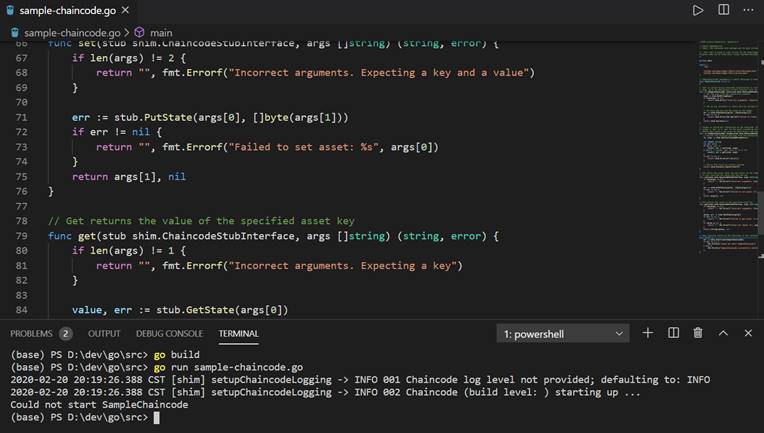 sample-chaincode.go
sample-chaincode.go > main
66 func set(stub shim.ChaincodeStubInterface, args []string) (string, error) {
67 if len(args) != 2 {
68 return "", fmt.Errorf("Incorrect arguments. Expecting a key and a value")
69 }
70
71 err := stub.PutState(args[0], []byte(args[1]))
72 if err != nil {
73 return "", fmt.Errorf("Failed to set asset: %s", args[0])
74 }
75 return args[1], nil
76 }
77
78 // Get returns the value of the specified asset key
79 func get(stub shim.ChaincodeStubInterface, args []string) (string, error) {
80 if len(args) != 1 {
81 return "", fmt.Errorf("Incorrect arguments. Expecting a key")
82 }
83
84 value, err := stub.GetState(args[0])
PROBLEMS 2 OUTPUT DEBUG CONSOLE TERMINAL 1: powershell
(base) PS D:\dev\go\src> go build
(base) PS D:\dev\go\src> go run sample-chaincode.go
2020-02-20 20:19:26.388 CST [shim] setupChaincodeLogging -> INFO 001 Chaincode log level not provided; defaulting to: INFO
2020-02-20 20:19:26.388 CST [shim] setupChaincodeLogging -> INFO 002 Chaincode (build level: ) starting up ...
Could not start SampleChaincode
(base) PS D:\dev\go\src>